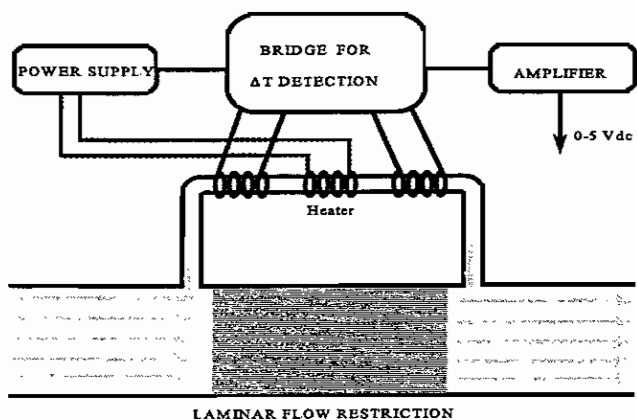 BRIDGE FOR
POWER SUPPLY
ΔT DETECTION
AMPLIFIER
0-5 Vdc
Heater
LAMINAR FLOW RESTRICTION